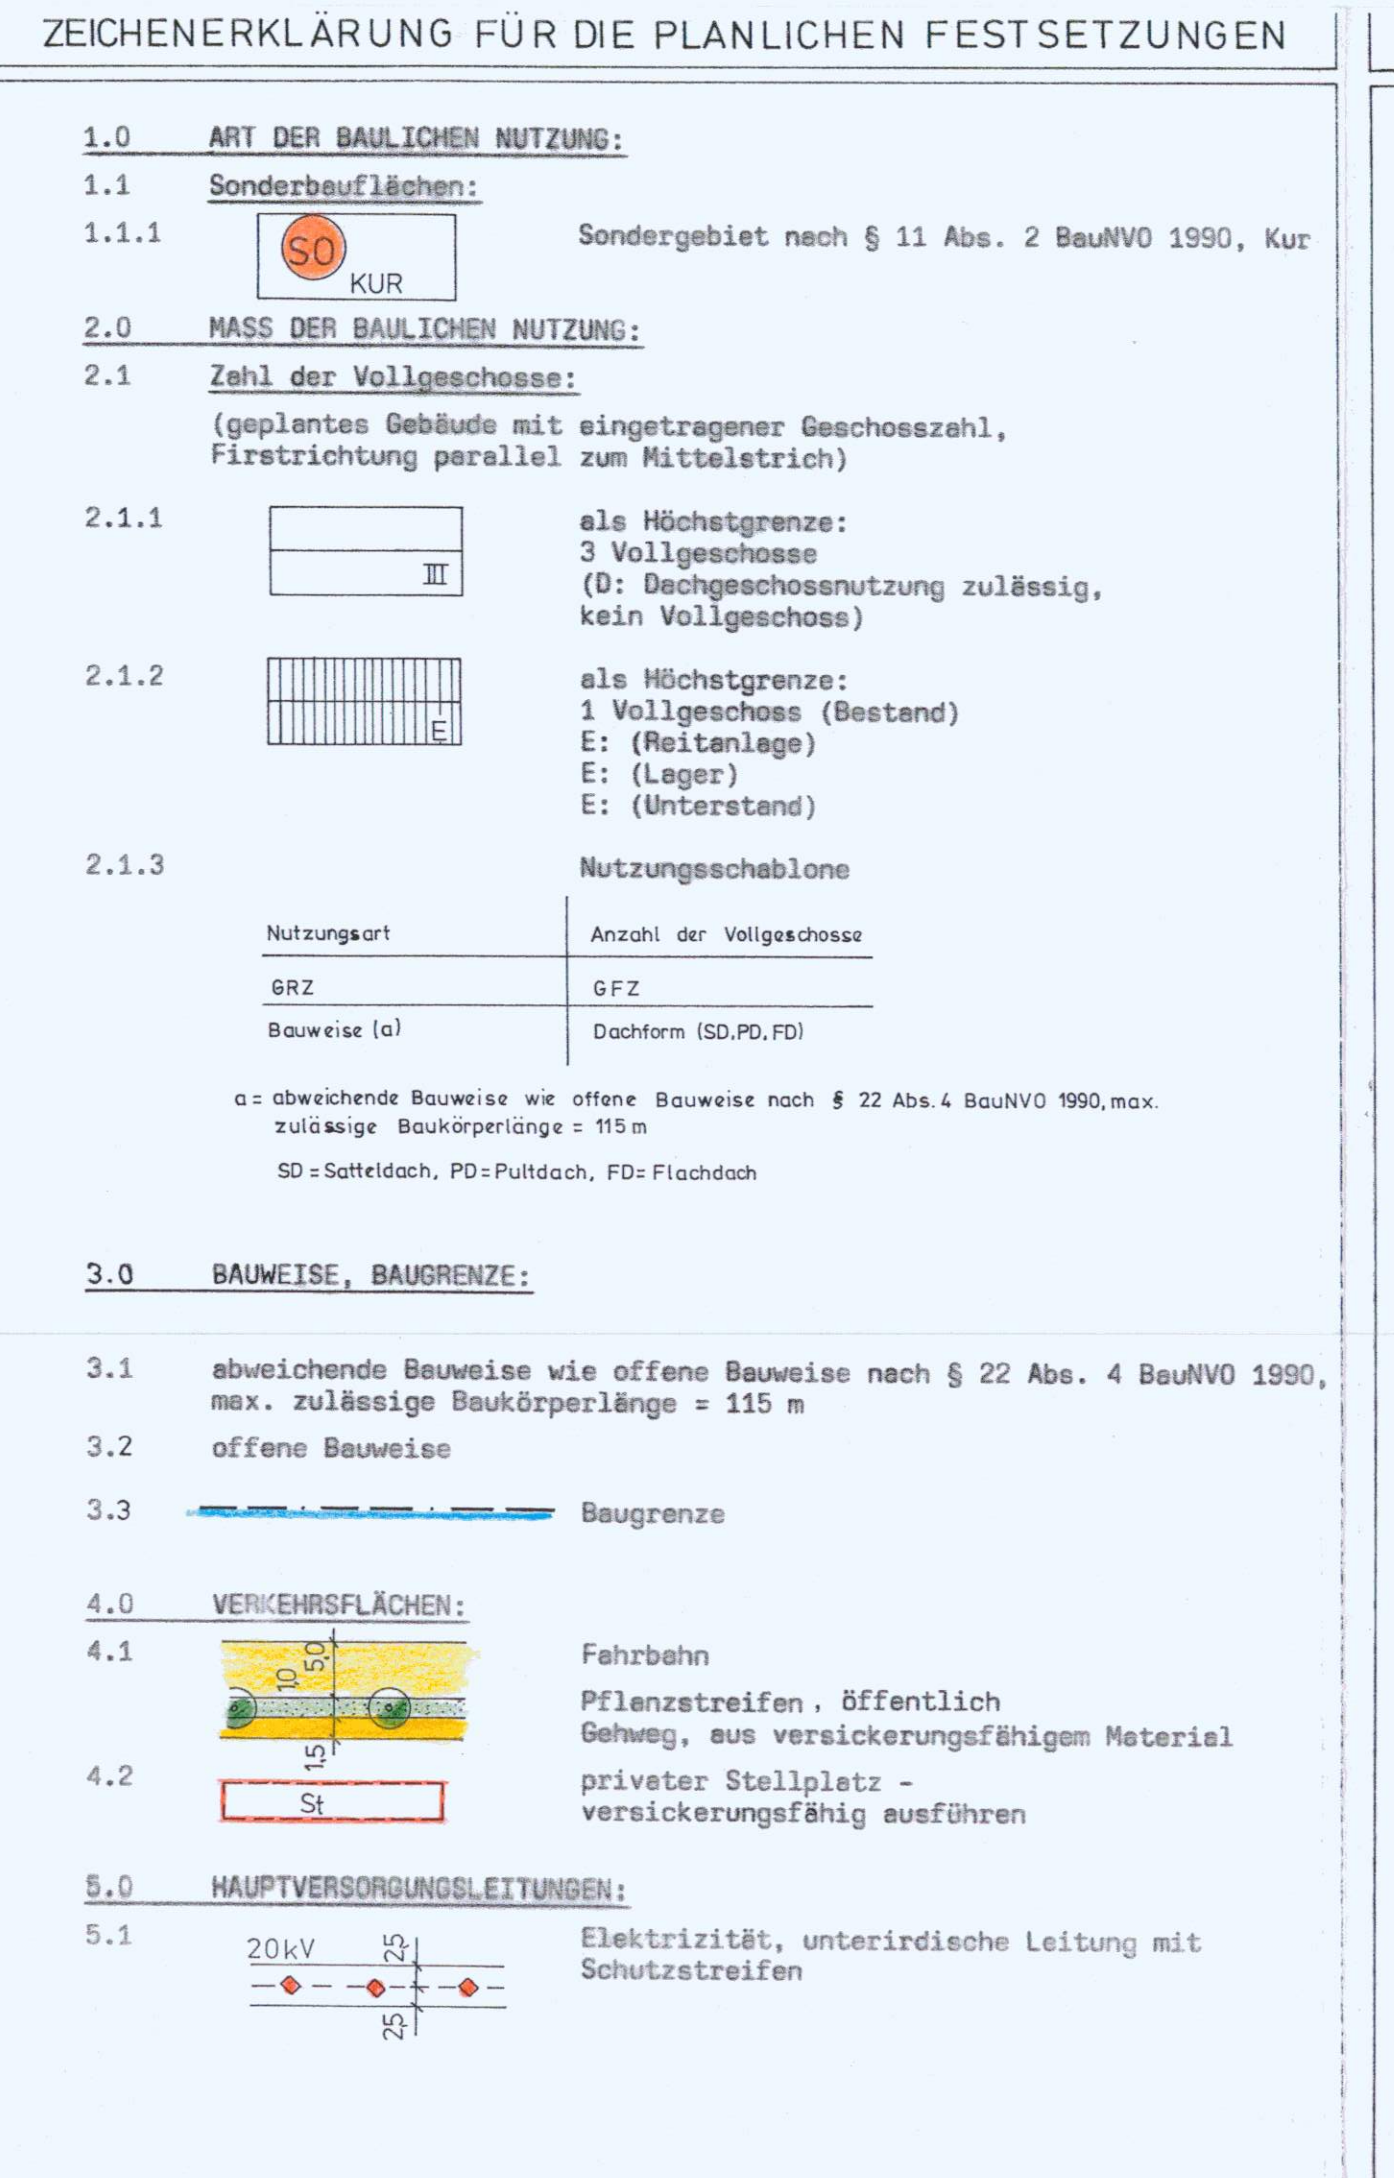 ZEICHENERKLÄRUNG FÜR DIE PLANLICHEN FESTSETZUNGEN
1.0 ART DER BAULICHEN NUTZUNG:
1.1 Sonderbauflächen:
1.1.1 SO KUR Sondergebiet nach § 11 Abs. 2 BauNVO 1990, Kur
2.0 MASS DER BAULICHEN NUTZUNG:
2.1 Zahl der Vollgeschosse:
(geplantes Gebäude mit eingetragener Geschosszahl,
Firstrichtung parallel zum Mittelstrich)
2.1.1 III als Höchstgrenze:
3 Vollgeschosse
(D: Dachgeschossnutzung zulässig,
kein Vollgeschoss)
2.1.2 E als Höchstgrenze:
1 Vollgeschoss (Bestand)
E: (Reitanlage)
E: (Lager)
E: (Unterstand)
2.1.3 Nutzungsschablone
Nutzungsart Anzahl der Vollgeschosse
GRZ GFZ
Bauweise (a) Dachform (SD,PD,FD)
a = abweichende Bauweise wie offene Bauweise nach § 22 Abs.4 BauNVO 1990, max.
zulässige Baukörperlänge = 115 m
SD = Satteldach, PD = Pultdach, FD = Flachdach
3.0 BAUWEISE, BAUGRENZE:
3.1 abweichende Bauweise wie offene Bauweise nach § 22 Abs. 4 BauNVO 1990,
max. zulässige Baukörperlänge = 115 m
3.2 offene Bauweise
3.3 Baugrenze
4.0 VERKEHRSFLÄCHEN:
4.1 1,0 5,0 Fahrbahn
Pflanzstreifen, öffentlich
Gehweg, aus versickerungsfähigem Material
1,5
4.2 St privater Stellplatz -
versickerungsfähig ausführen
5.0 HAUPTVERSORGUNGSLEITUNGEN:
5.1 20kV 2,5 Elektrizität, unterirdische Leitung mit
Schutzstreifen
2,5